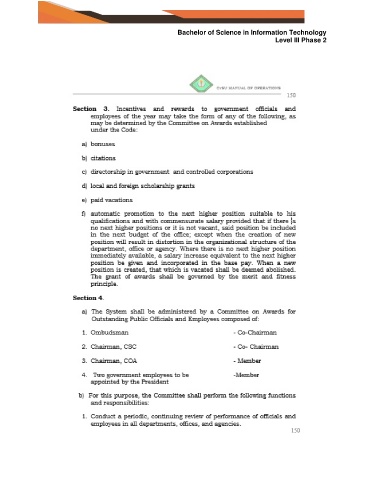 Bachelor of Science in Information Technology
Level III Phase 2
MANUAL OF OPERATIONS
150
Section 3. Incentives and rewards to government officials and
employees of the year may take the form of any of the following, as
may be determined by the Committee on Awards established
under the Code:
a) bonuses
b) citations
c) directorship in government and controlled corporations
d) local and foreign scholarship grants
e) paid vacations
f) automatic promotion to the next higher position suitable to his
qualifications and with commensurate salary provided that if there is
no next higher positions or it is not vacant, said position be included
in the next budget of the office; except when the creation of new
position will result in distortion in the organizational structure of the
department, office or agency. Where there is no next higher position
immediately available, a salary increase equivalent to the next higher
position be given and incorporated in the base pay. When a new
position is created, that which is vacated shall be deemed abolished.
The grant of awards shall be governed by the merit and fitness
principle.
Section 4.
a) The System shall be administered by a Committee on Awards for
Outstanding Public Officials and Employees composed of:
1. Ombudsman - Co-Chairman
2. Chairman, CSC - Co- Chairman
3. Chairman, COA - Member
4. Two government employees to be -Member
appointed by the President
b) For this purpose, the Committee shall perform the following functions
and responsibilities:
1. Conduct a periodic, continuing review of performance of officials and
employees in all departments, offices, and agencies.
150